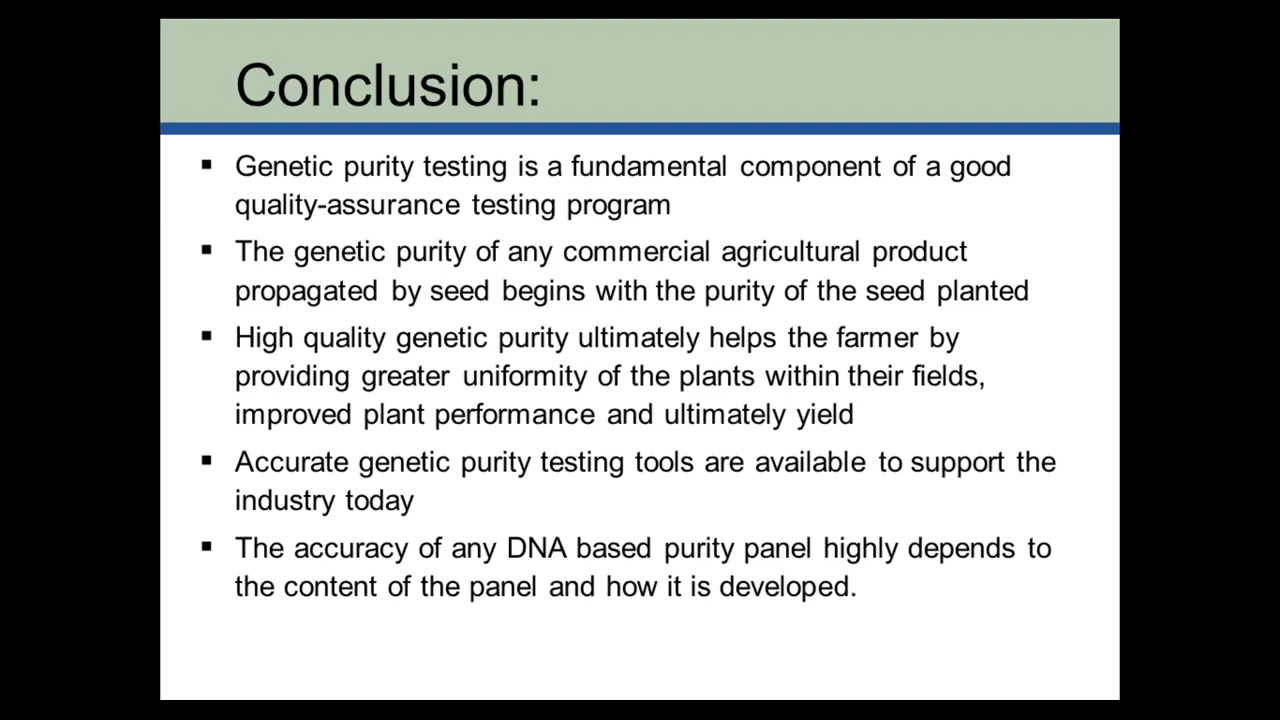 Conclusion:
Genetic purity testing is a fundamental component of a good
quality-assurance testing program
The genetic purity of any commercial agricultural product
propagated by seed begins with the purity of the seed planted
High quality genetic purity ultimately helps the farmer by
providing greater uniformity of the plants within their fields,
improved plant performance and ultimately yield
Accurate genetic purity testing tools are available to support the
industry today
The accuracy of any DNA based purity panel highly depends to
the content of the panel and how it is developed.